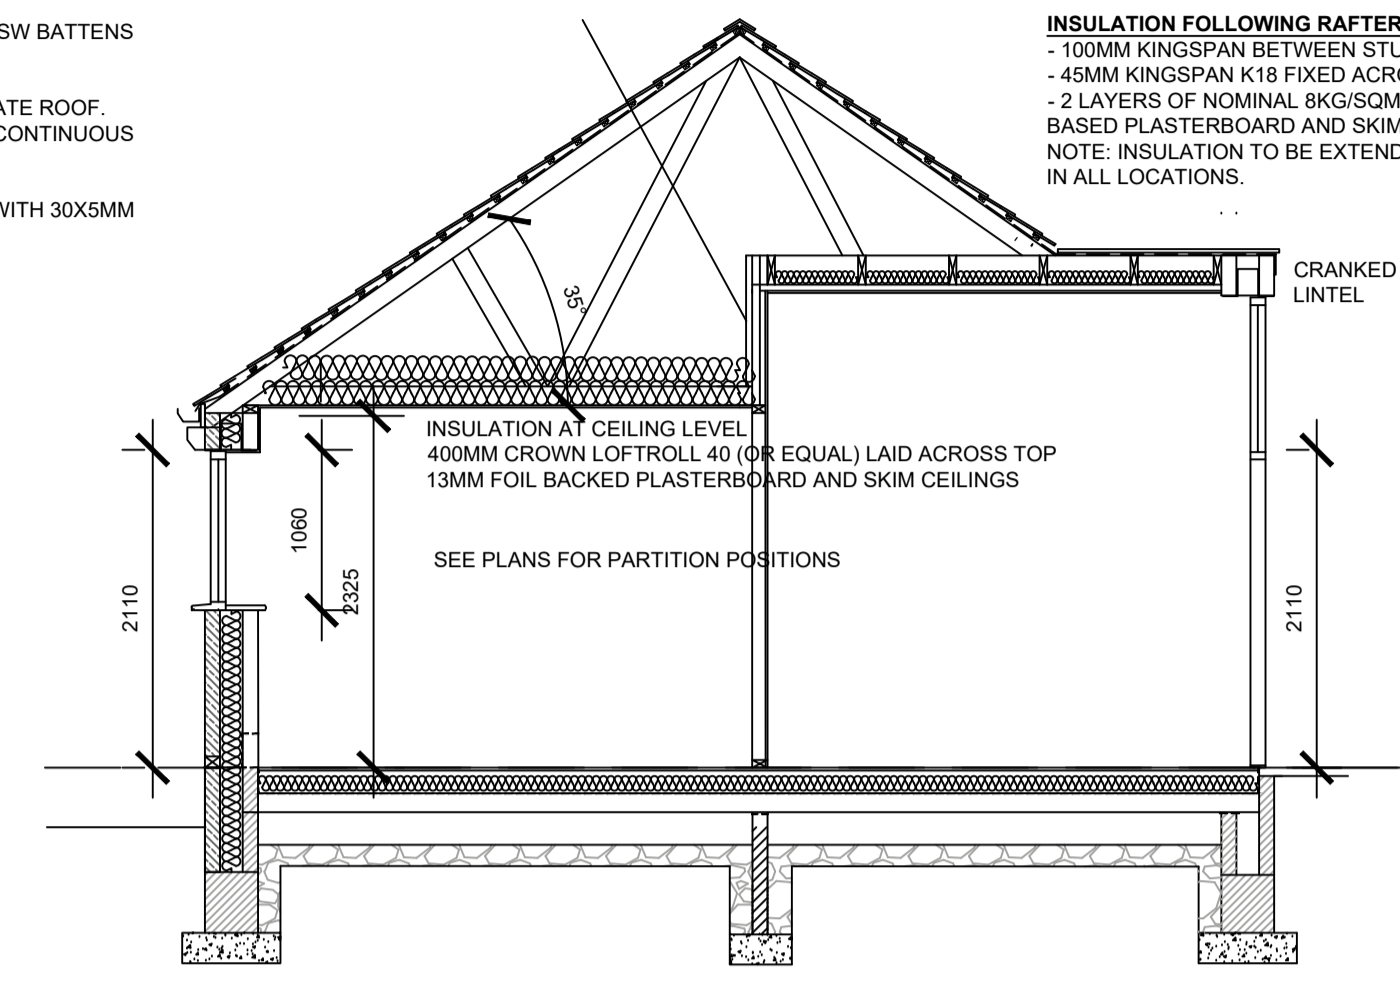 SW BATTENS
ATE ROOF.
CONTINUOUS
WITH 30X5MM
INSULATION FOLLOWING RAFTER
- 100MM KINGSPAN BETWEEN STU
- 45MM KINGSPAN K18 FIXED ACRO
- 2 LAYERS OF NOMINAL 8KG/SQM
BASED PLASTERBOARD AND SKIM
NOTE: INSULATION TO BE EXTEND
IN ALL LOCATIONS.
CRANKED
LINTEL
35°
INSULATION AT CEILING LEVEL
400MM CROWN LOFTROLL 40 (OR EQUAL) LAID ACROSS TOP
13MM FOIL BACKED PLASTERBOARD AND SKIM CEILINGS
SEE PLANS FOR PARTITION POSITIONS
2110
1060
2325
2110